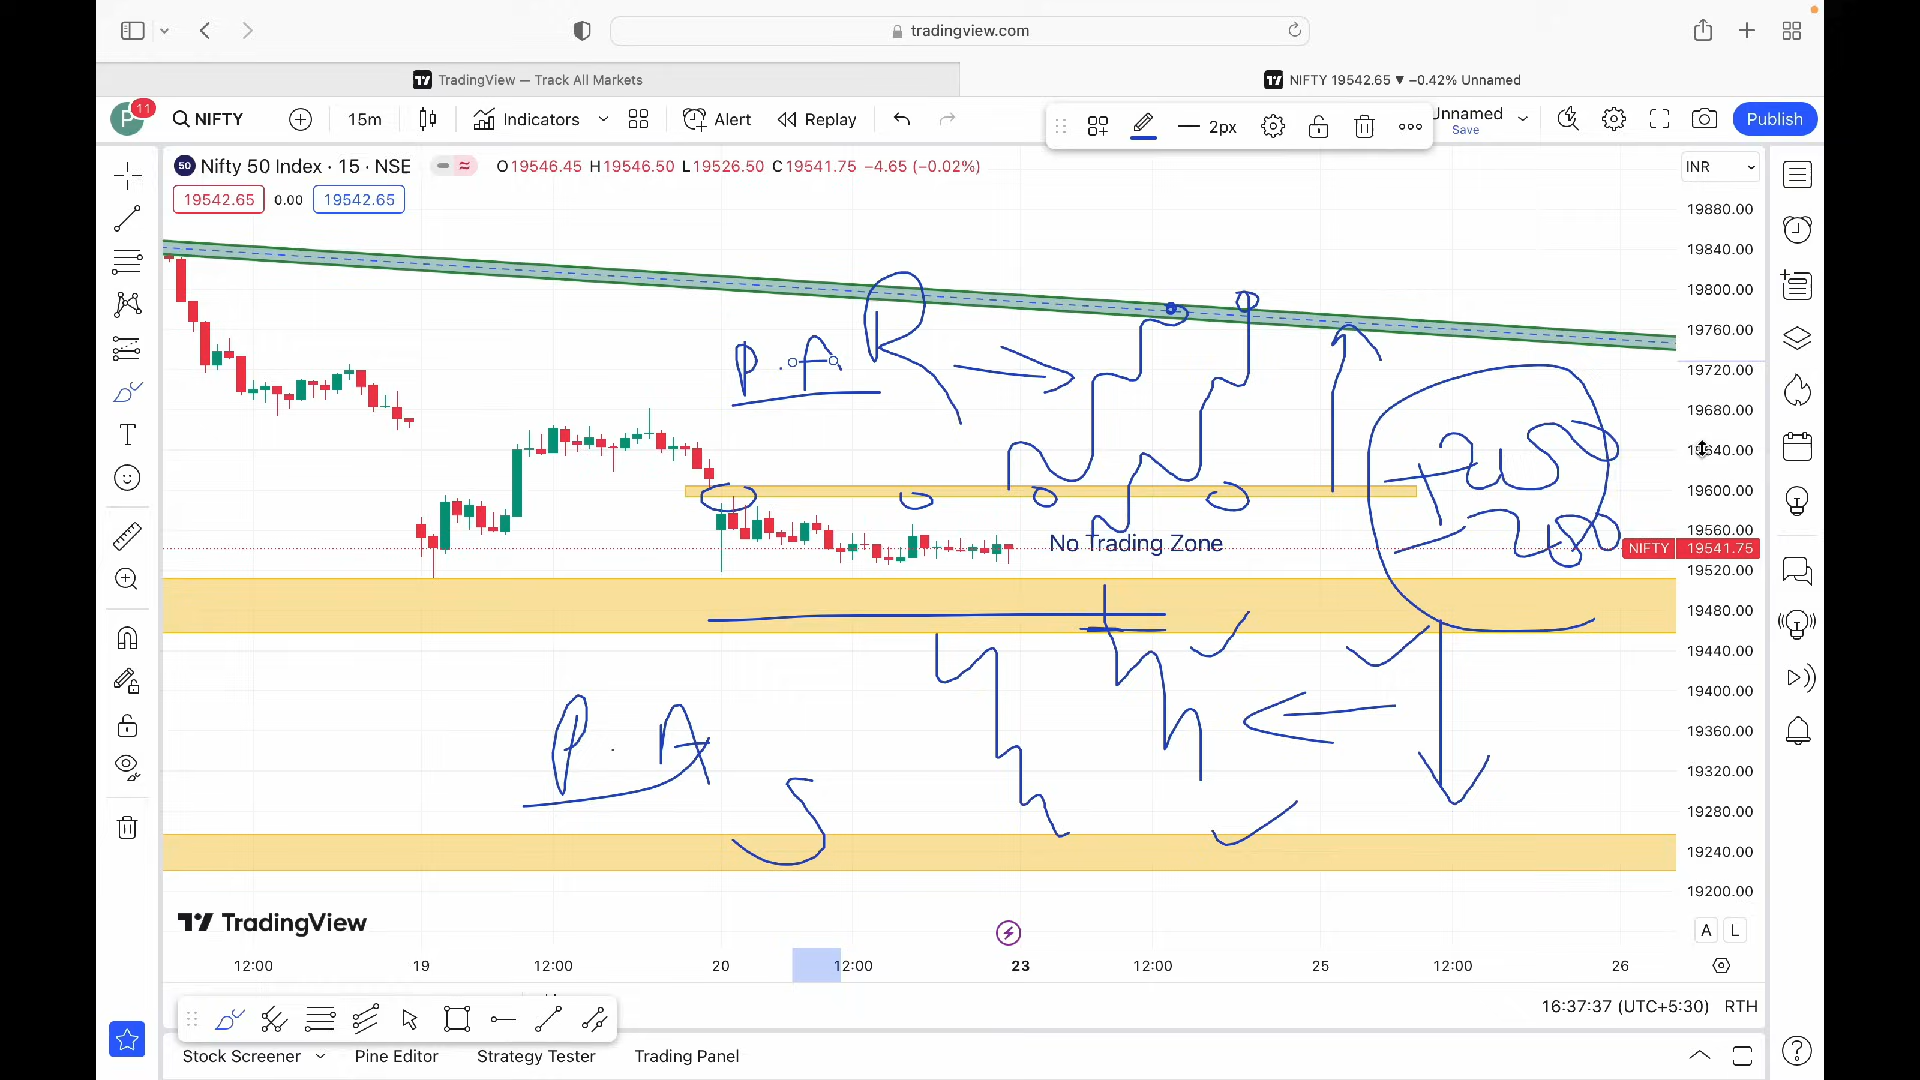 tradingview.com
TradingView — Track All Markets
NIFTY 19542.65 ▼ −0.42% Unnamed
P 11 NIFTY 15m Indicators Alert Replay 2px Unnamed Save Publish
50 Nifty 50 Index · 15 · NSE O19546.45 H19546.50 L19526.50 C19541.75 −4.65 (−0.02%)
INR
19542.65 0.00 19542.65
19880.00
19840.00
19800.00
19760.00
19720.00
19680.00
19640.00
19600.00
19560.00
NIFTY 19541.75
19520.00
19480.00
19440.00
19400.00
19360.00
19320.00
19280.00
19240.00
19200.00
P.A R
No Trading Zone
P.A
S
TradingView
A L
12:00 19 12:00 20 12:00 23 12:00 25 12:00 26
16:37:37 (UTC+5:30) RTH
Stock Screener Pine Editor Strategy Tester Trading Panel